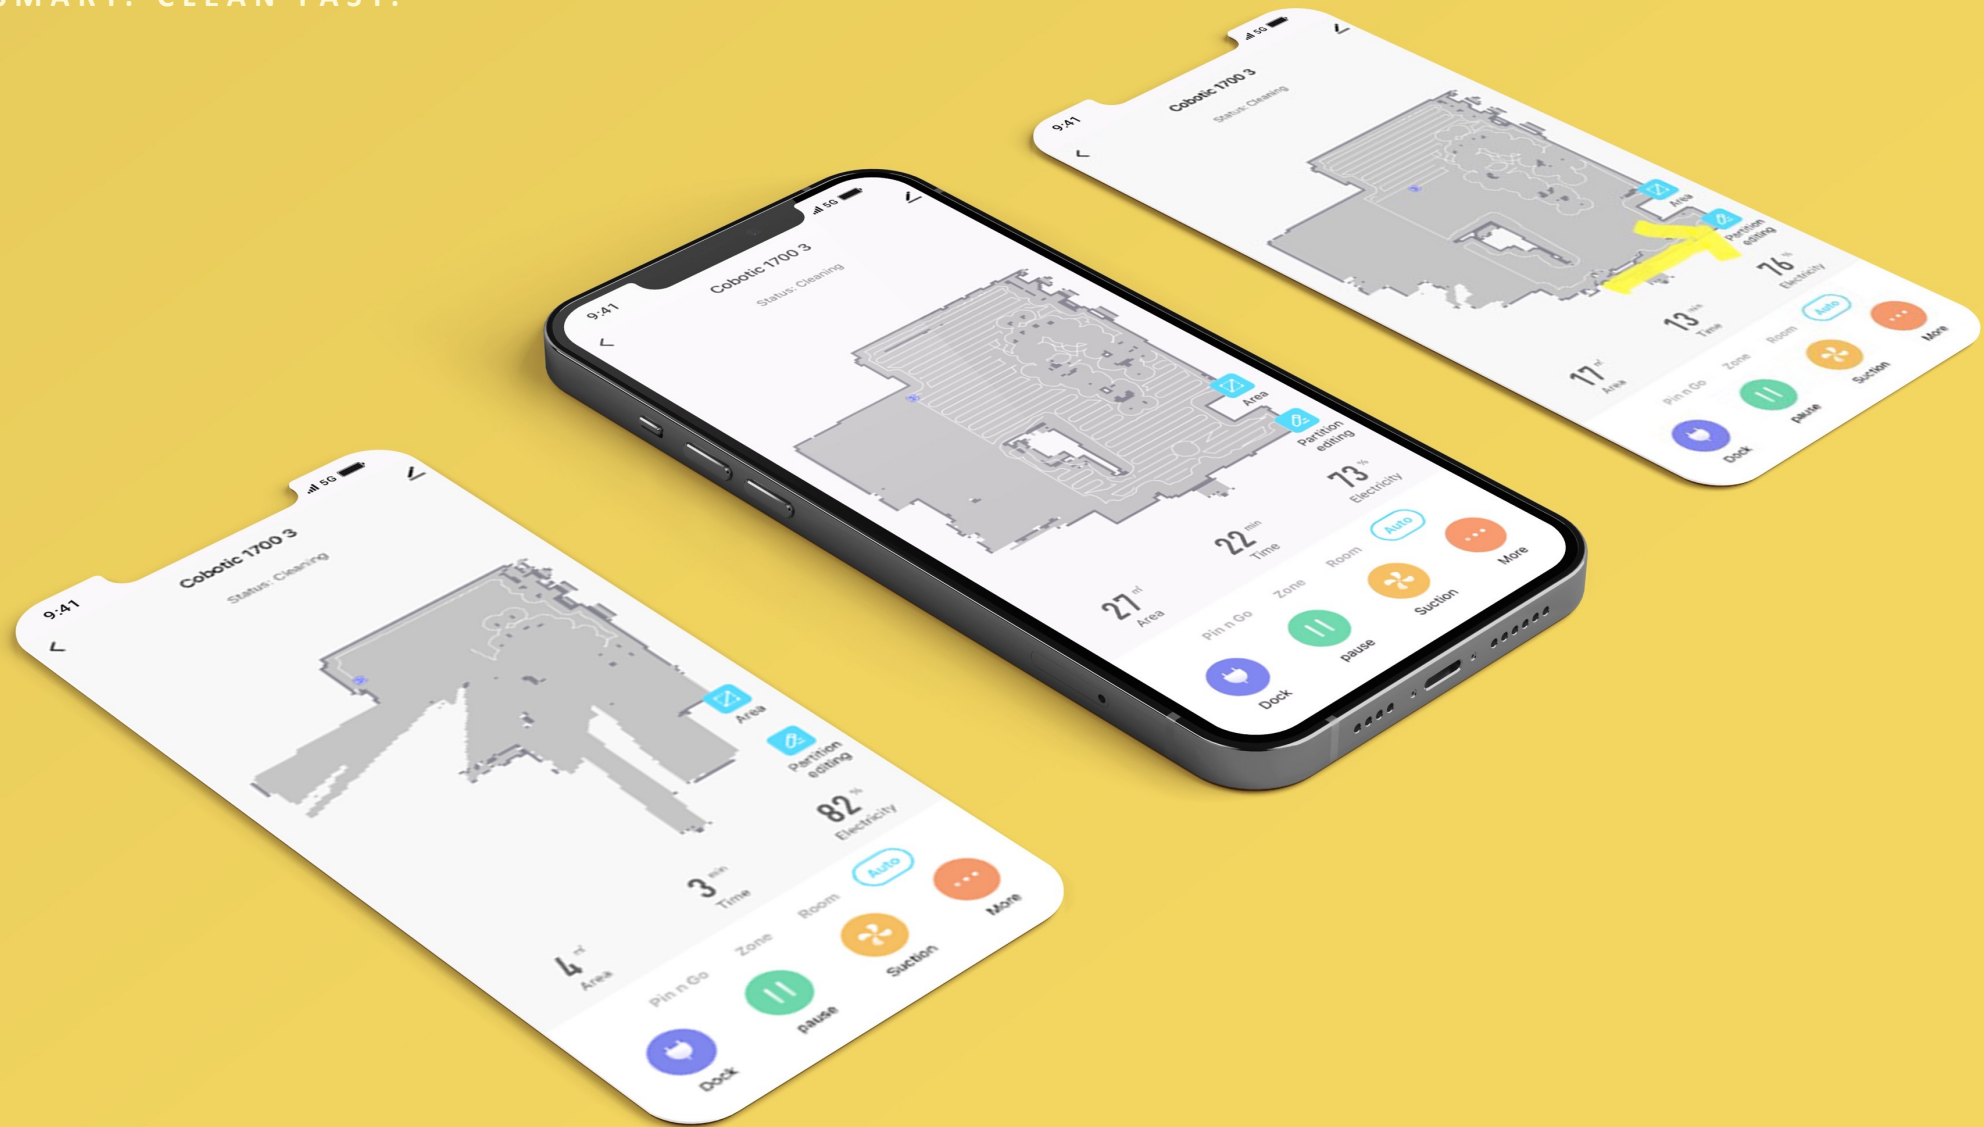 SMART. CLEAN FAST.
9:41
5G
Cobotic 1700 3
Status: Cleaning
Area
Partition
editing
4 ㎡
Area
3 min
Time
82 %
Electricity
Pin n Go
Zone
Room
Auto
Dock
pause
Suction
More
9:41
5G
Cobotic 1700 3
Status: Cleaning
Area
Partition
editing
27 ㎡
Area
22 min
Time
73 %
Electricity
Pin n Go
Zone
Room
Auto
Dock
pause
Suction
More
9:41
5G
Cobotic 1700 3
Status: Cleaning
Area
Partition
editing
17 ㎡
Area
13 min
Time
76 %
Electricity
Pin n Go
Zone
Room
Auto
Dock
pause
Suction
More